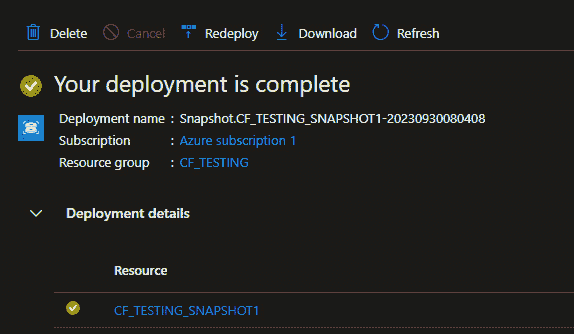 Delete Cancel Redeploy Download Refresh
Your deployment is complete
Deployment name : Snapshot.CF_TESTING_SNAPSHOT1-20230930080408
Subscription : Azure subscription 1
Resource group : CF_TESTING
Deployment details
Resource
CF_TESTING_SNAPSHOT1